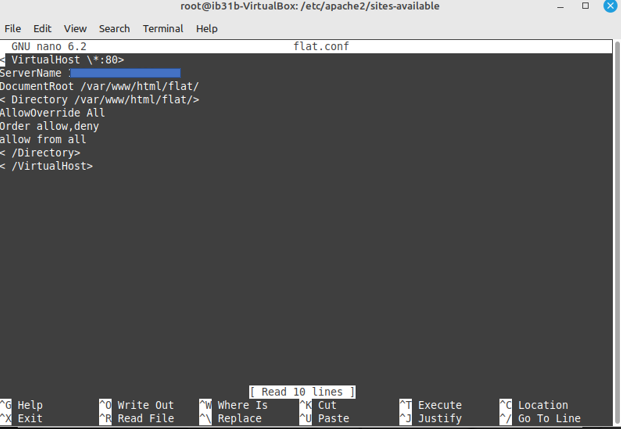 root@ib31b-VirtualBox: /etc/apache2/sites-available
File Edit View Search Terminal Help
GNU nano 6.2 flat.conf
< VirtualHost \*:80>
ServerName
DocumentRoot /var/www/html/flat/
< Directory /var/www/html/flat/>
AllowOverride All
Order allow,deny
allow from all
< /Directory>
< /VirtualHost>
[ Read 10 lines ]
^G Help ^O Write Out ^W Where Is ^K Cut ^T Execute ^C Location
^X Exit ^R Read File ^\ Replace ^U Paste ^J Justify ^/ Go To Line